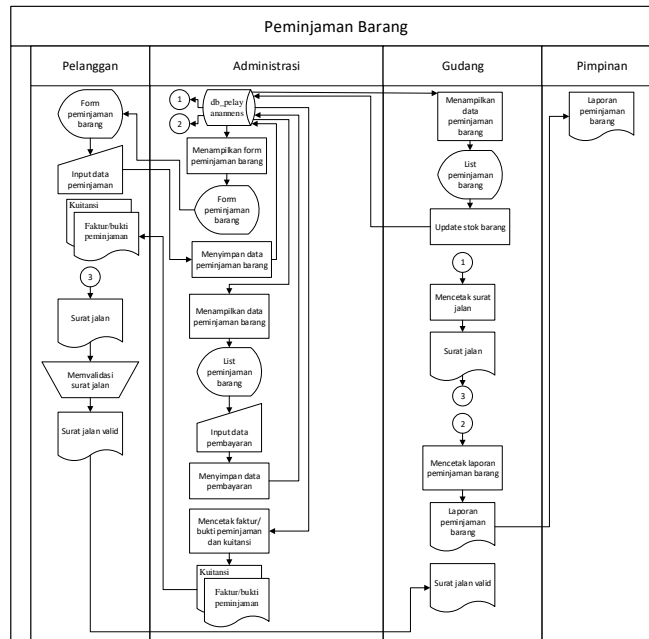 Peminjaman Barang
Pelanggan
Administrasi
Gudang
Pimpinan
Form
peminjaman
barang
Input data
peminjaman
Kuitansi
Faktur/bukti
peminjaman
3
Surat jalan
Memvalidasi
surat jalan
Surat jalan valid
1
2
db_pelay
anannens
Menampilkan form
peminjaman barang
Form
peminjaman
barang
Menyimpan data
peminjaman barang
Menampilkan data
peminjaman barang
List
peminjaman
barang
Input data
pembayaran
Menyimpan data
pembayaran
Mencetak faktur/
bukti peminjaman
dan kuitansi
Kuitansi
Faktur/bukti
peminjaman
Menampilkan
data peminjaman
barang
List
peminjaman
barang
Update stok barang
1
Mencetak surat
jalan
Surat jalan
3
2
Mencetak laporan
peminjaman barang
Laporan
peminjaman
barang
Surat jalan valid
Laporan
peminjaman
barang